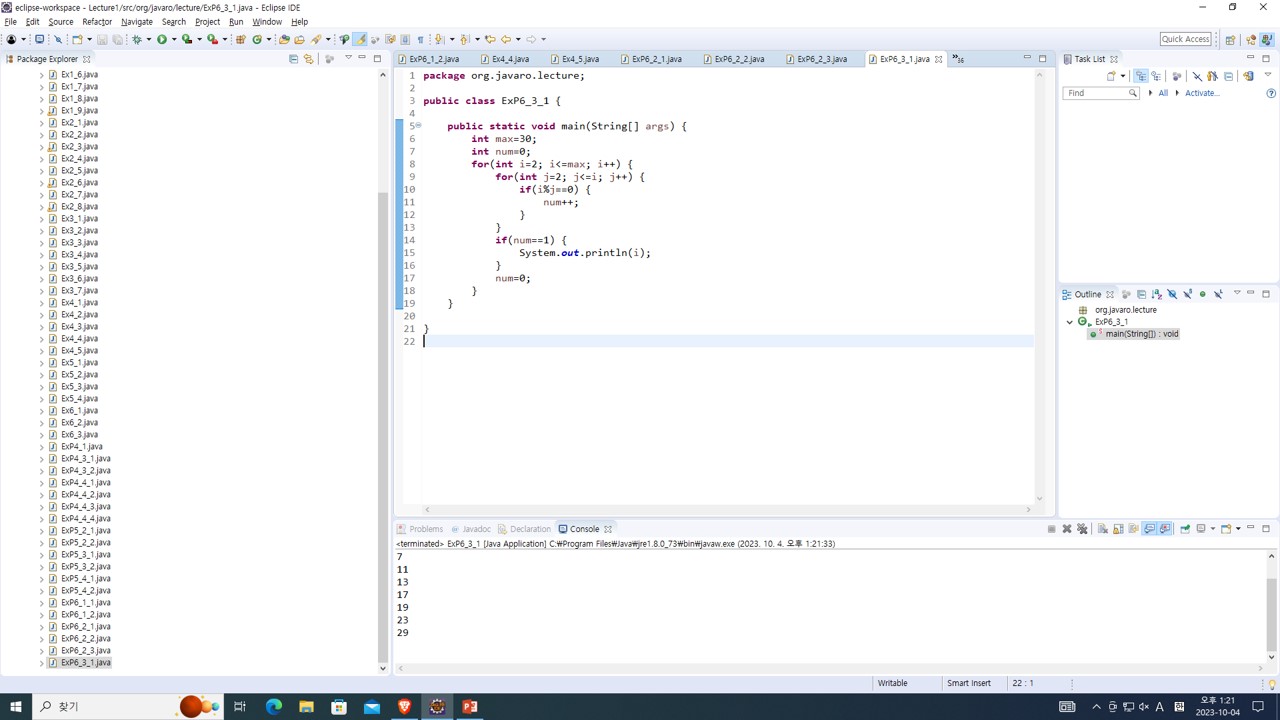 eclipse-workspace - Lecture1/src/org/javaro/lecture/ExP6_3_1.java - Eclipse IDE
File Edit Source Refactor Navigate Search Project Run Window Help
Quick Access
Package Explorer
Ex1_6.java
Ex1_7.java
Ex1_8.java
Ex1_9.java
Ex2_1.java
Ex2_2.java
Ex2_3.java
Ex2_4.java
Ex2_5.java
Ex2_6.java
Ex2_7.java
Ex2_8.java
Ex3_1.java
Ex3_2.java
Ex3_3.java
Ex3_4.java
Ex3_5.java
Ex3_6.java
Ex3_7.java
Ex4_1.java
Ex4_2.java
Ex4_3.java
Ex4_4.java
Ex4_5.java
Ex5_1.java
Ex5_2.java
Ex5_3.java
Ex5_4.java
Ex6_1.java
Ex6_2.java
Ex6_3.java
ExP4_1.java
ExP4_3_1.java
ExP4_3_2.java
ExP4_4_1.java
ExP4_4_2.java
ExP4_4_3.java
ExP4_4_4.java
ExP5_2_1.java
ExP5_2_2.java
ExP5_3_1.java
ExP5_3_2.java
ExP5_4_1.java
ExP5_4_2.java
ExP6_1_1.java
ExP6_1_2.java
ExP6_2_1.java
ExP6_2_2.java
ExP6_2_3.java
ExP6_3_1.java
ExP6_1_2.java Ex4_4.java Ex4_5.java ExP6_2_1.java ExP6_2_2.java ExP6_2_3.java ExP6_3_1.java »36
1 package org.javaro.lecture;
2
3 public class ExP6_3_1 {
4
5 public static void main(String[] args) {
6 int max=30;
7 int num=0;
8 for(int i=2; i<=max; i++) {
9 for(int j=2; j<=i; j++) {
10 if(i%j==0) {
11 num++;
12 }
13 }
14 if(num==1) {
15 System.out.println(i);
16 }
17 num=0;
18 }
19 }
20
21 }
22
Task List
Find All Activate...
Outline
org.javaro.lecture
ExP6_3_1
main(String[]) : void
Problems Javadoc Declaration Console
<terminated> ExP6_3_1 [Java Application] C:₩Program Files₩Java₩jre1.8.0_73₩bin₩javaw.exe (2023. 10. 4. 오후 1:21:33)
7
11
13
17
19
23
29
Writable Smart Insert 22 : 1
찾기
A
오후 1:21
2023-10-04